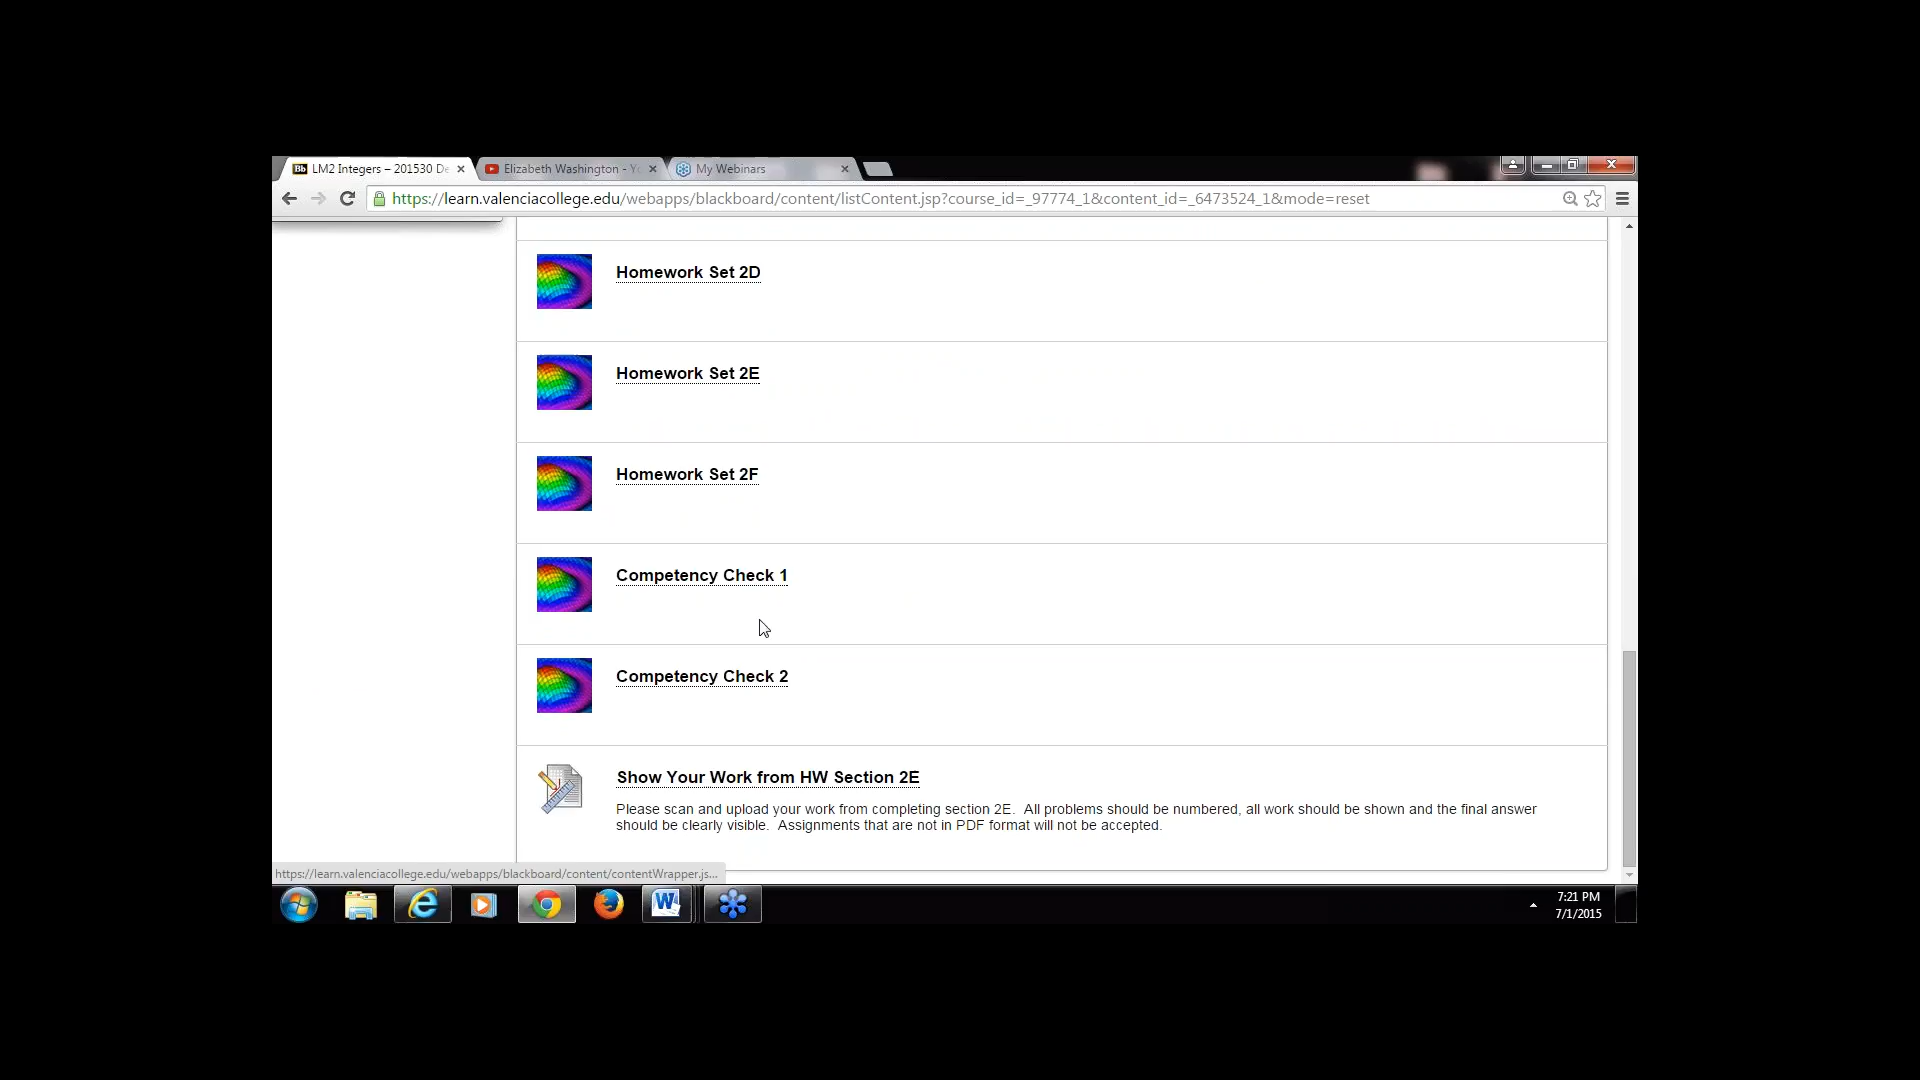 LM2 Integers – 201530 De
Elizabeth Washington - Yo
My Webinars
https://learn.valenciacollege.edu/webapps/blackboard/content/listContent.jsp?course_id=_97774_1&content_id=_6473524_1&mode=reset
Homework Set 2D
Homework Set 2E
Homework Set 2F
Competency Check 1
Competency Check 2
Show Your Work from HW Section 2E
Please scan and upload your work from completing section 2E.  All problems should be numbered, all work should be shown and the final answer
should be clearly visible.  Assignments that are not in PDF format will not be accepted.
https://learn.valenciacollege.edu/webapps/blackboard/content/contentWrapper.js...
7:21 PM
7/1/2015